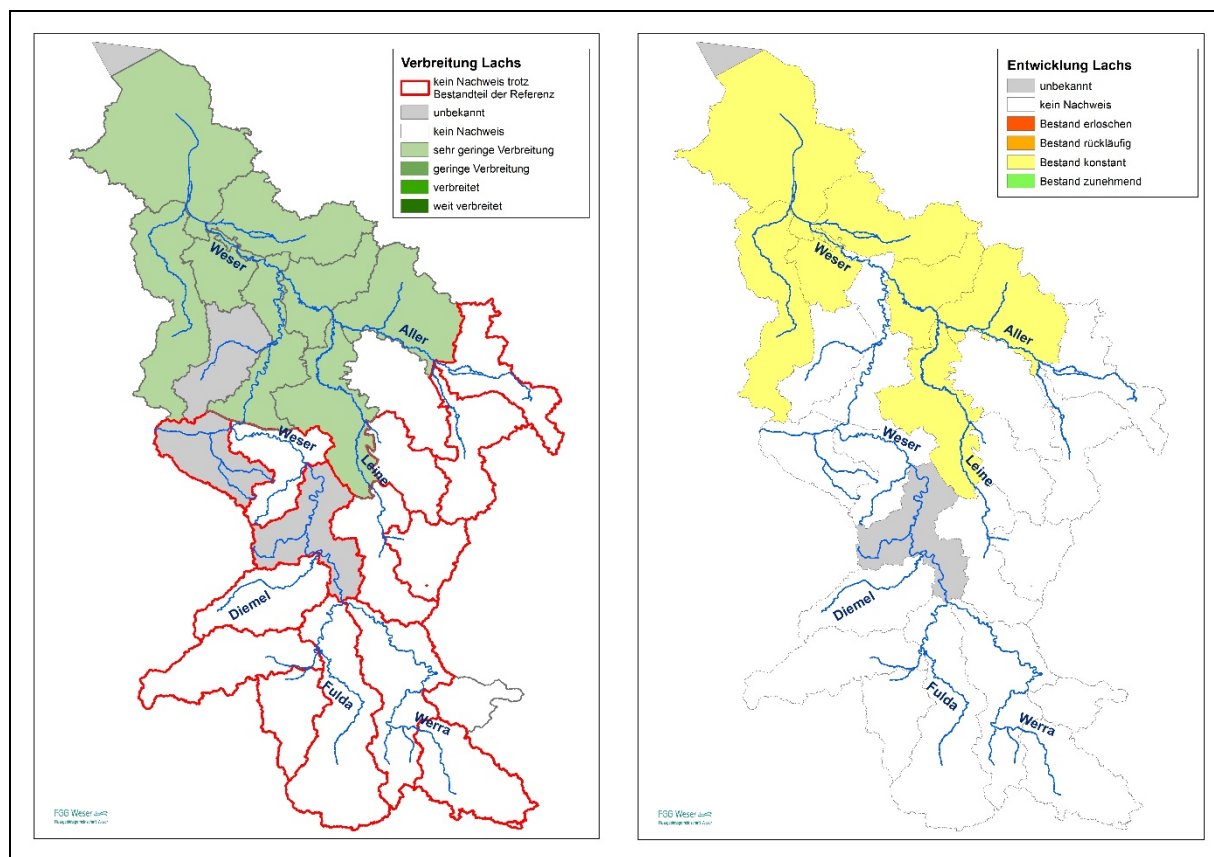 Verbreitung Lachs
kein Nachweis trotz
Bestandteil der Referenz
unbekannt
kein Nachweis
sehr geringe Verbreitung
geringe Verbreitung
verbreitet
weit verbreitet
Weser
Aller
Weser
Leine
Diemel
Fulda
Werra
FGG Weser
Entwicklung Lachs
unbekannt
kein Nachweis
Bestand erloschen
Bestand rückläufig
Bestand konstant
Bestand zunehmend
Weser
Aller
Weser
Leine
Diemel
Fulda
Werra
FGG Weser